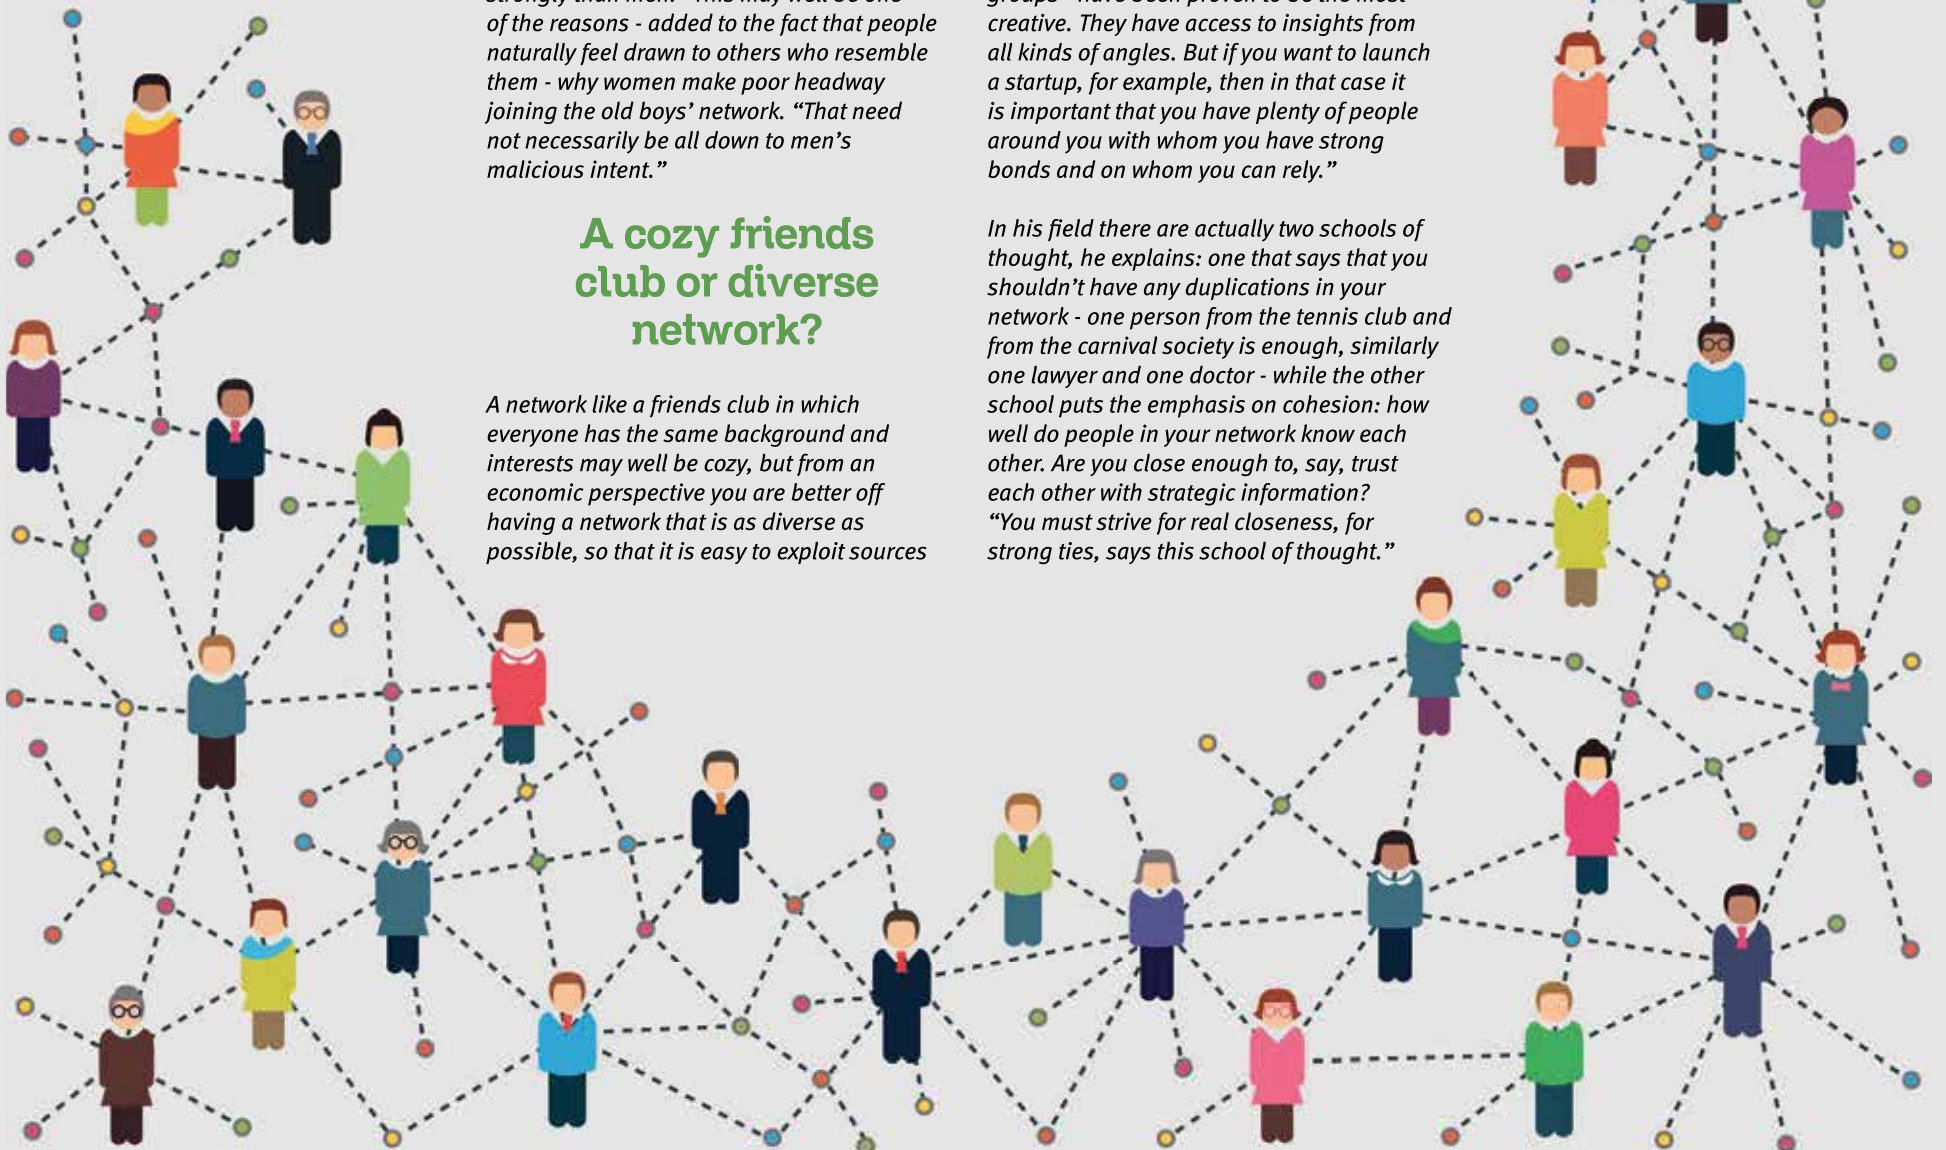 of the reasons - added to the fact that people
naturally feel drawn to others who resemble
them - why women make poor headway
joining the old boys’ network. “That need
not necessarily be all down to men’s
malicious intent.”
A cozy friends
club or diverse
network?
A network like a friends club in which
everyone has the same background and
interests may well be cozy, but from an
economic perspective you are better off
having a network that is as diverse as
possible, so that it is easy to exploit sources
creative. They have access to insights from
all kinds of angles. But if you want to launch
a startup, for example, then in that case it
is important that you have plenty of people
around you with whom you have strong
bonds and on whom you can rely.”
In his field there are actually two schools of
thought, he explains: one that says that you
shouldn’t have any duplications in your
network - one person from the tennis club and
from the carnival society is enough, similarly
one lawyer and one doctor - while the other
school puts the emphasis on cohesion: how
well do people in your network know each
other. Are you close enough to, say, trust
each other with strategic information?
“You must strive for real closeness, for
strong ties, says this school of thought.”